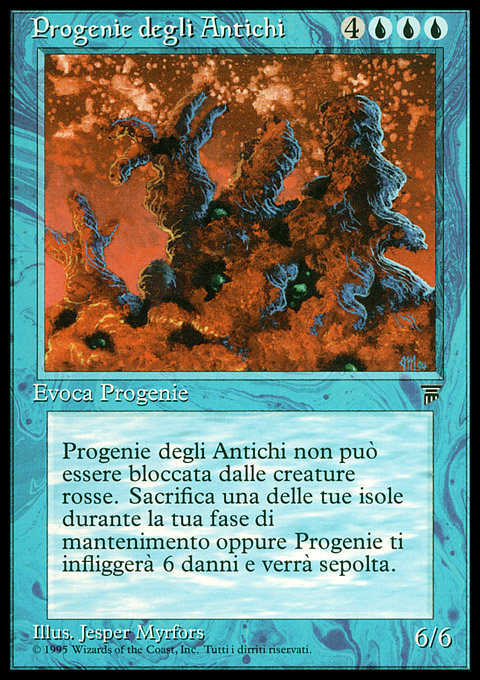 Progenie degli Antichi 4
Evoca Progenie
Progenie degli Antichi non può
essere bloccata dalle creature
rosse. Sacrifica una delle tue isole
durante la tua fase di
mantenimento oppure Progenie ti
infliggerà 6 danni e verrà sepolta.
Illus. Jesper Myrfors
6/6
© 1995 Wizards of the Coast, Inc. Tutti i dirriti riservati.